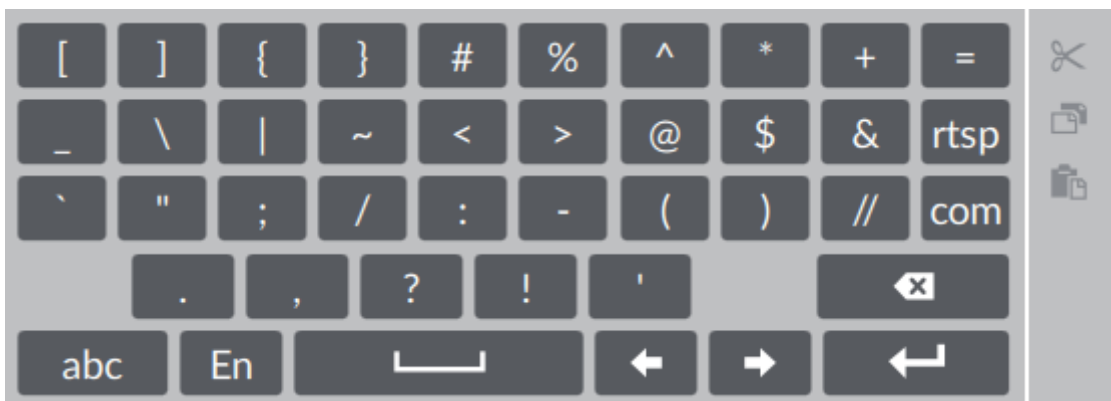 [ ] { } # % ^ * + =
_ \ | ~ < > @ $ & rtsp
` " ; / : - ( ) // com
. , ? ! '
abc En